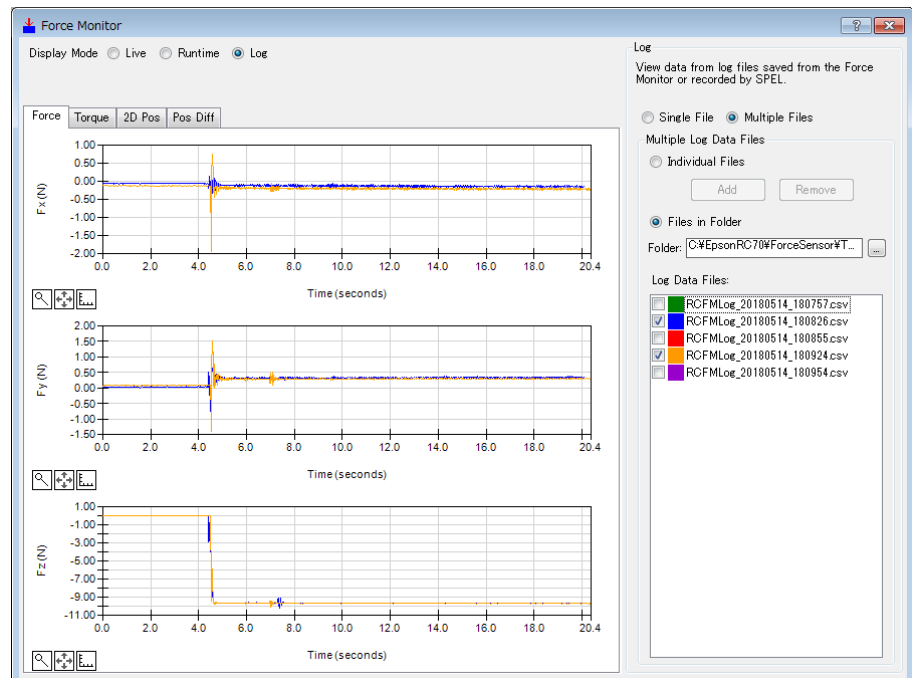 Force Monitor
Display Mode Live Runtime Log
Force Torque 2D Pos Pos Diff
1.00
0.50
0.00
-0.50
-1.00
-1.50
-2.00
Fx(N)
0.0 2.0 4.0 6.0 8.0 10.0 12.0 14.0 16.0 18.0 20.4
Time(seconds)
2.00
1.50
1.00
0.50
0.00
-0.50
-1.00
-1.50
Fy(N)
0.0 2.0 4.0 6.0 8.0 10.0 12.0 14.0 16.0 18.0 20.4
Time(seconds)
1.00
-1.00
-3.00
-5.00
-7.00
-9.00
-11.00
Fz(N)
0.0 2.0 4.0 6.0 8.0 10.0 12.0 14.0 16.0 18.0 20.4
Time(seconds)
Log
View data from log files saved from the Force
Monitor or recorded by SPEL.
Single File Multiple Files
Multiple Log Data Files
Individual Files
Add Remove
Files in Folder
Folder: C:¥EpsonRC70¥ForceSensor¥T... ...
Log Data Files:
RCFMLog_20180514_180757.csv
RCFMLog_20180514_180826.csv
RCFMLog_20180514_180855.csv
RCFMLog_20180514_180924.csv
RCFMLog_20180514_180954.csv